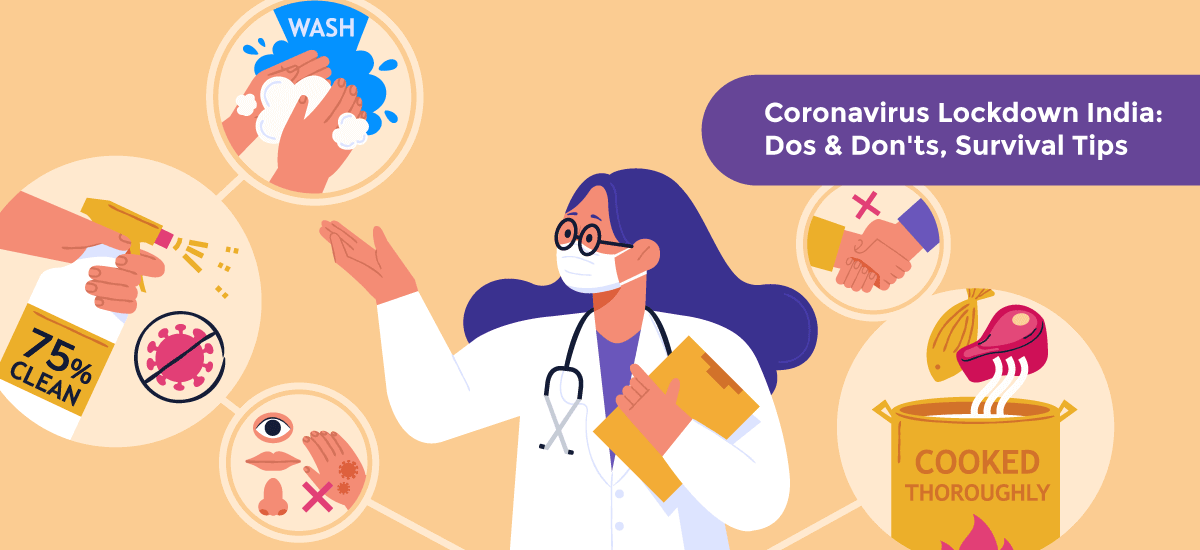 WASH
Coronavirus Lockdown India:
Dos & Don'ts, Survival Tips
75%
CLEAN
COOKED
THOROUGHLY